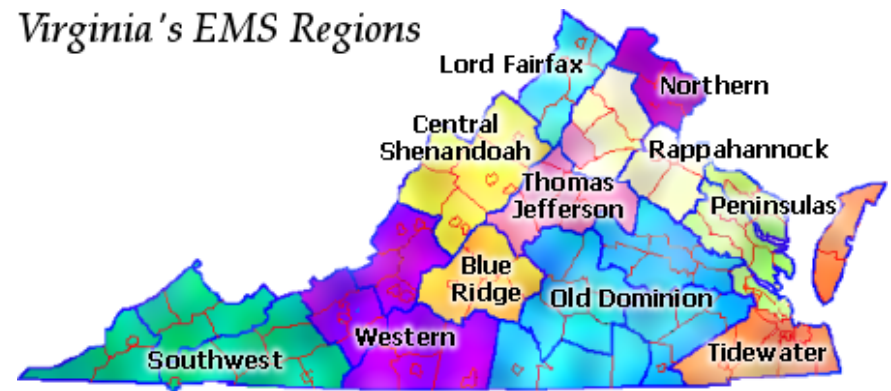 Virginia's EMS Regions
Lord Fairfax
Northern
Central
Shenandoah
Rappahannock
Thomas
Jefferson
Peninsulas
Blue
Ridge
Old Dominion
Western
Southwest
Tidewater